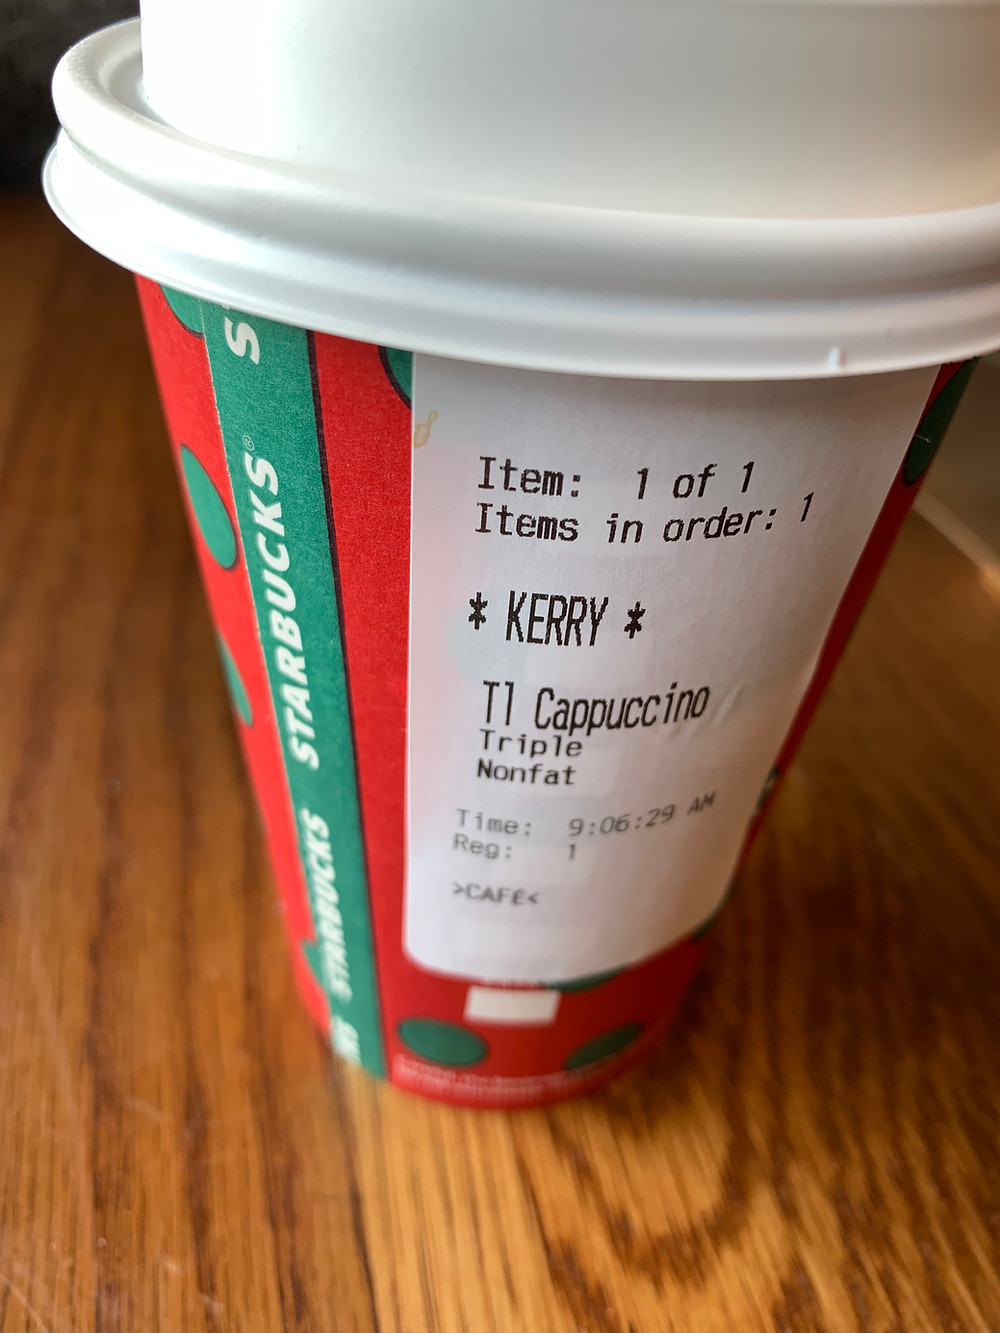 S
STARBUCKS®
STARBUCKS
Item: 1 of 1
Items in order: 1
* KERRY *
Tl Cappuccino
Triple
Nonfat
Time: 9:06:29 AM
Reg: 1
>CAFE<